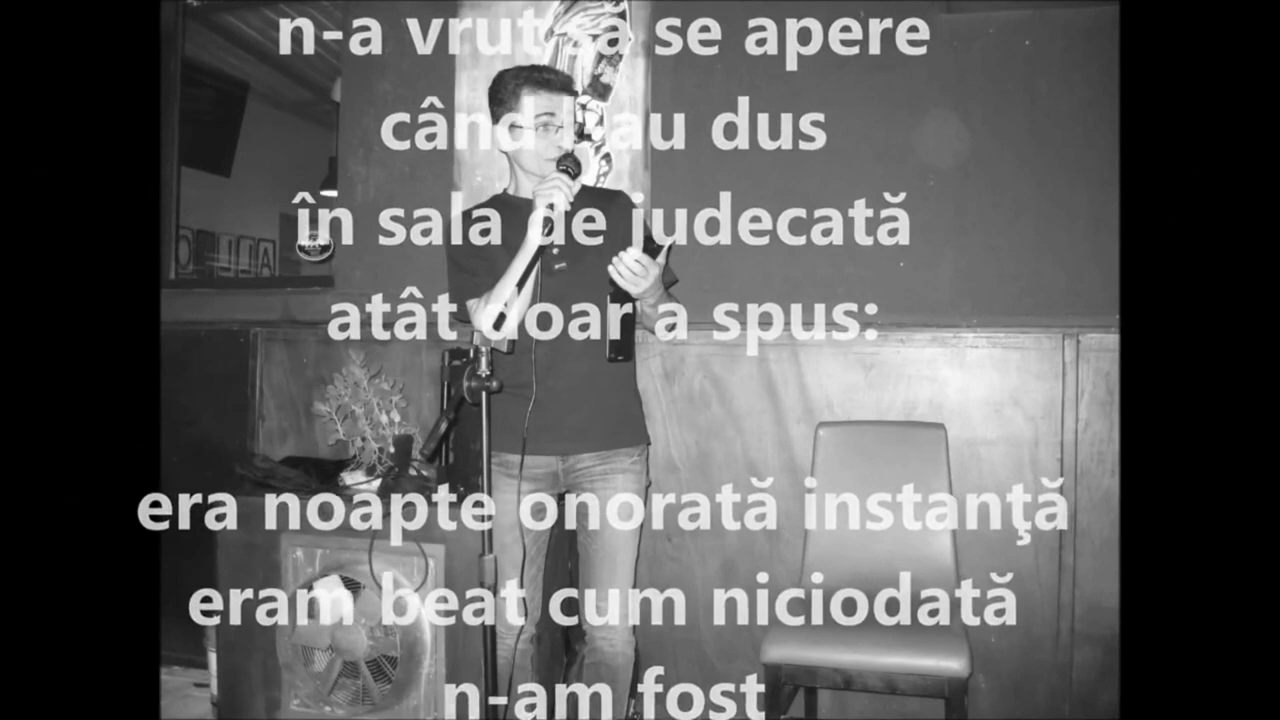 n-a vrut sa se apere
când l-au dus
în sala de judecată
atât doar a spus:
era noapte onorată instanţă
eram beat cum niciodată
n-am fost